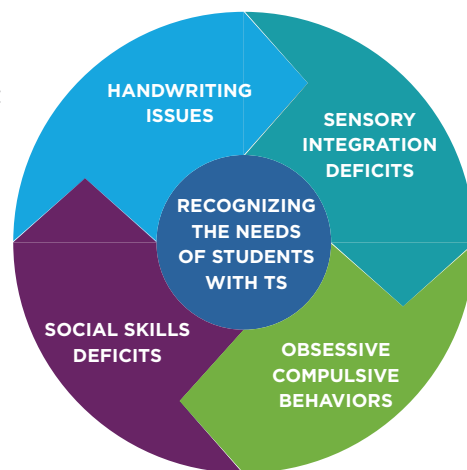 HANDWRITING
ISSUES
SENSORY
INTEGRATION
DEFICITS
RECOGNIZING
THE NEEDS
OF STUDENTS
WITH TS
SOCIAL SKILLS
DEFICITS
OBSESSIVE
COMPULSIVE
BEHAVIORS